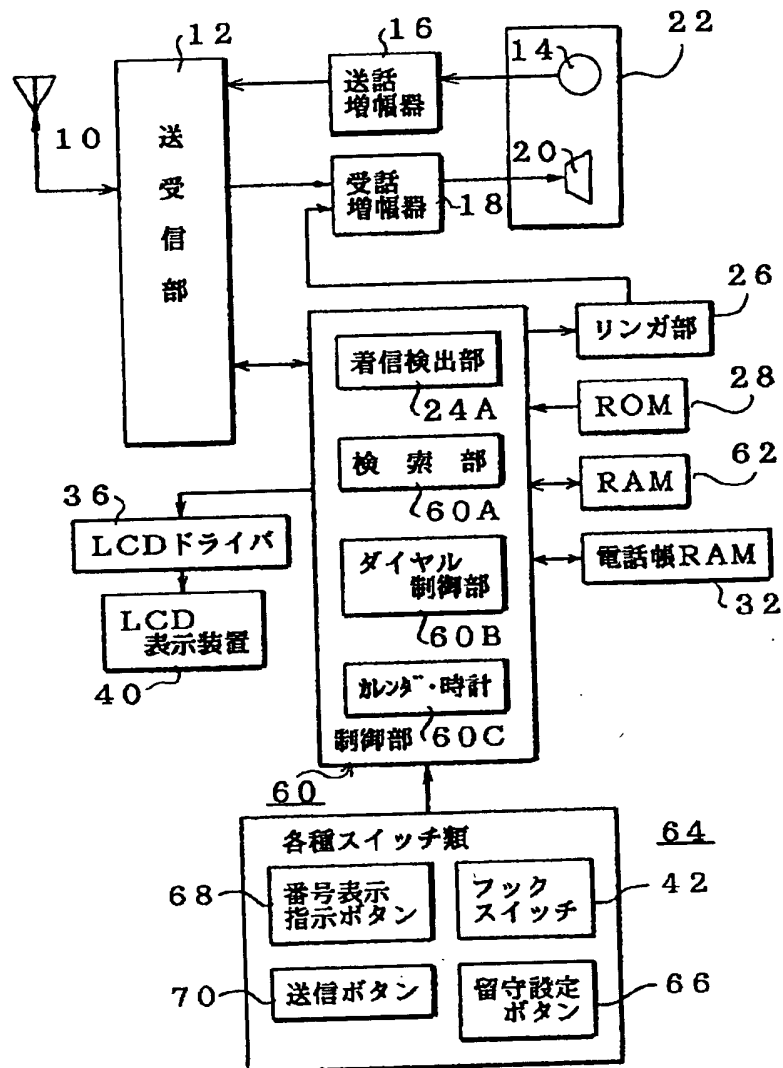 12
16
14
22
送話
増幅器
10
送
受
信
部
20
受話
増幅器
18
26
リンガ部
着信検出部
24A
ROM
28
検索部
60A
RAM
62
36
LCDドライバ
ダイヤル
制御部
60B
電話帳RAM
32
LCD
表示装置
40
カレンダ・時計
制御部
60C
60
各種スイッチ類
64
68
番号表示
指示ボタン
フック
スイッチ
42
70
送信ボタン
留守設定
ボタン
66